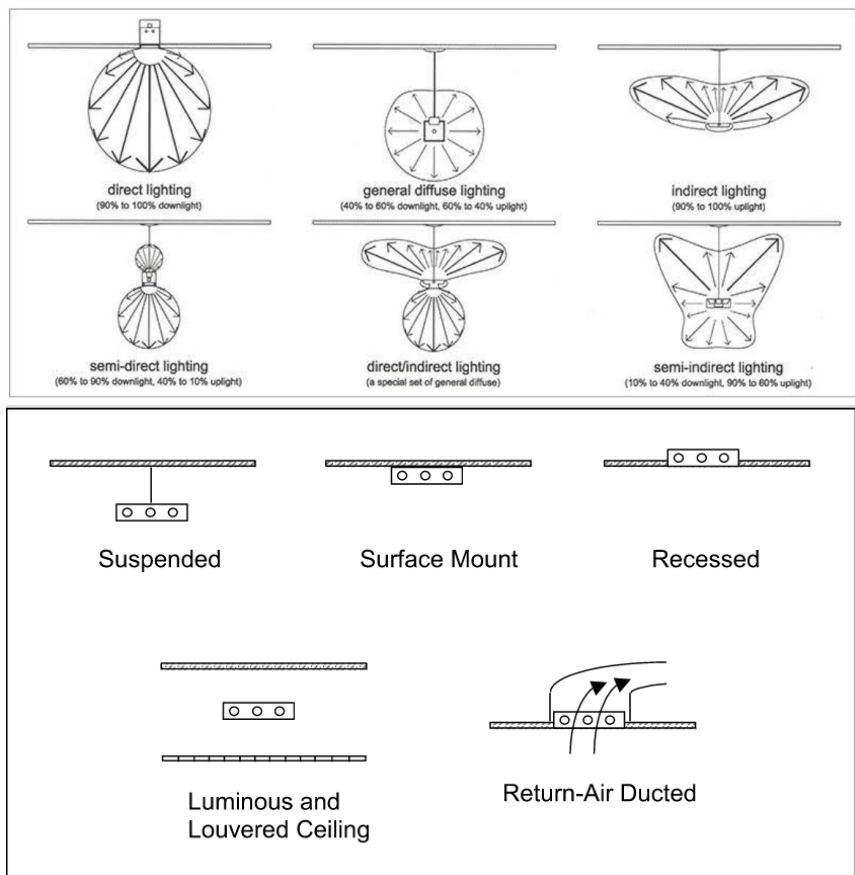 direct lighting
(90% to 100% downlight)
general diffuse lighting
(40% to 60% downlight, 60% to 40% uplight)
indirect lighting
(90% to 100% uplight)
semi-direct lighting
(60% to 90% downlight, 40% to 10% uplight)
direct/indirect lighting
(a special set of general diffuse)
semi-indirect lighting
(10% to 40% downlight, 90% to 60% uplight)
Suspended
Surface Mount
Recessed
Luminous and
Louvered Ceiling
Return-Air Ducted